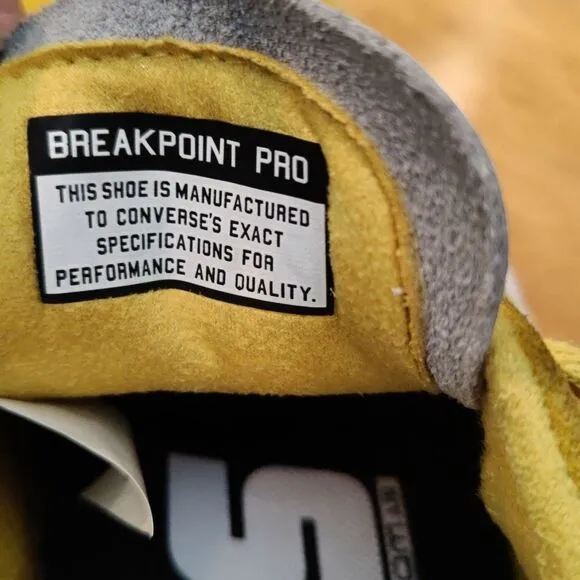 BREAKPOINT PRO
THIS SHOE IS MANUFACTURED
TO CONVERSE'S EXACT
SPECIFICATIONS FOR
PERFORMANCE AND QUALITY.